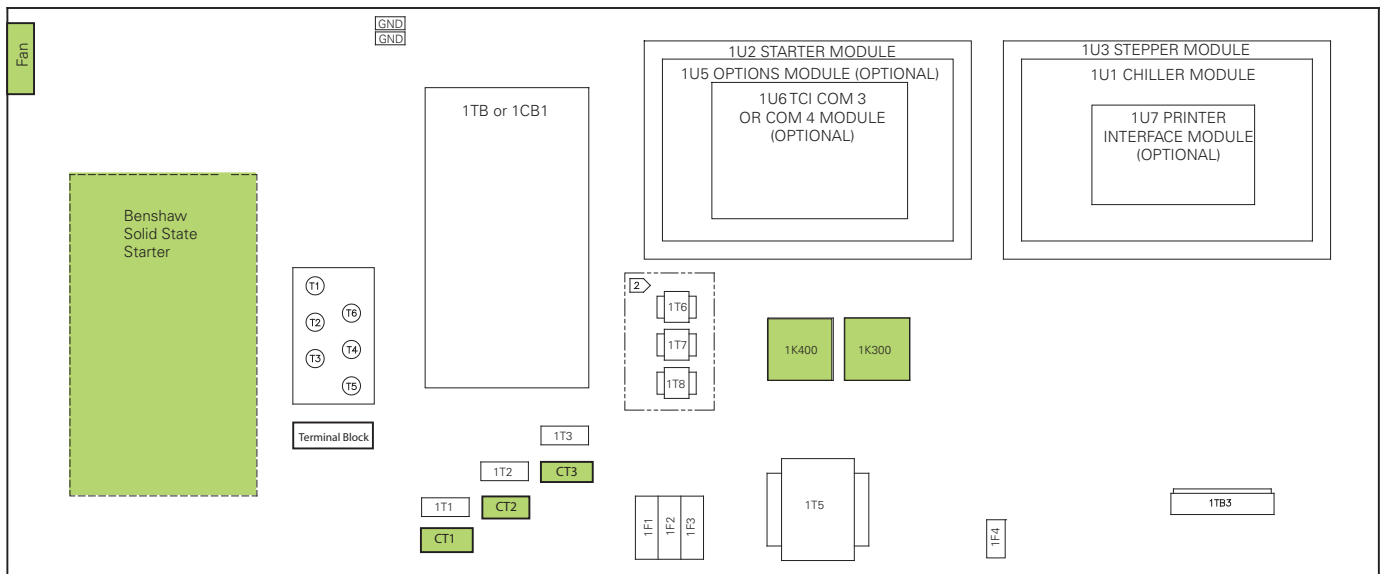 GND
GND
Fan
1U2 STARTER MODULE
1U5 OPTIONS MODULE (OPTIONAL)
1U6 TCI COM 3
OR COM 4 MODULE
(OPTIONAL)
1U3 STEPPER MODULE
1U1 CHILLER MODULE
1U7 PRINTER
INTERFACE MODULE
(OPTIONAL)
1TB or 1CB1
Benshaw
Solid State
Starter
T1
T2
T3
T6
T4
T5
Terminal Block
2
1T6
1T7
1T8
1K400
1K300
1T3
CT3
1T2
CT2
1T1
CT1
1F1
1F2
1F3
1T5
1F4
1TB3